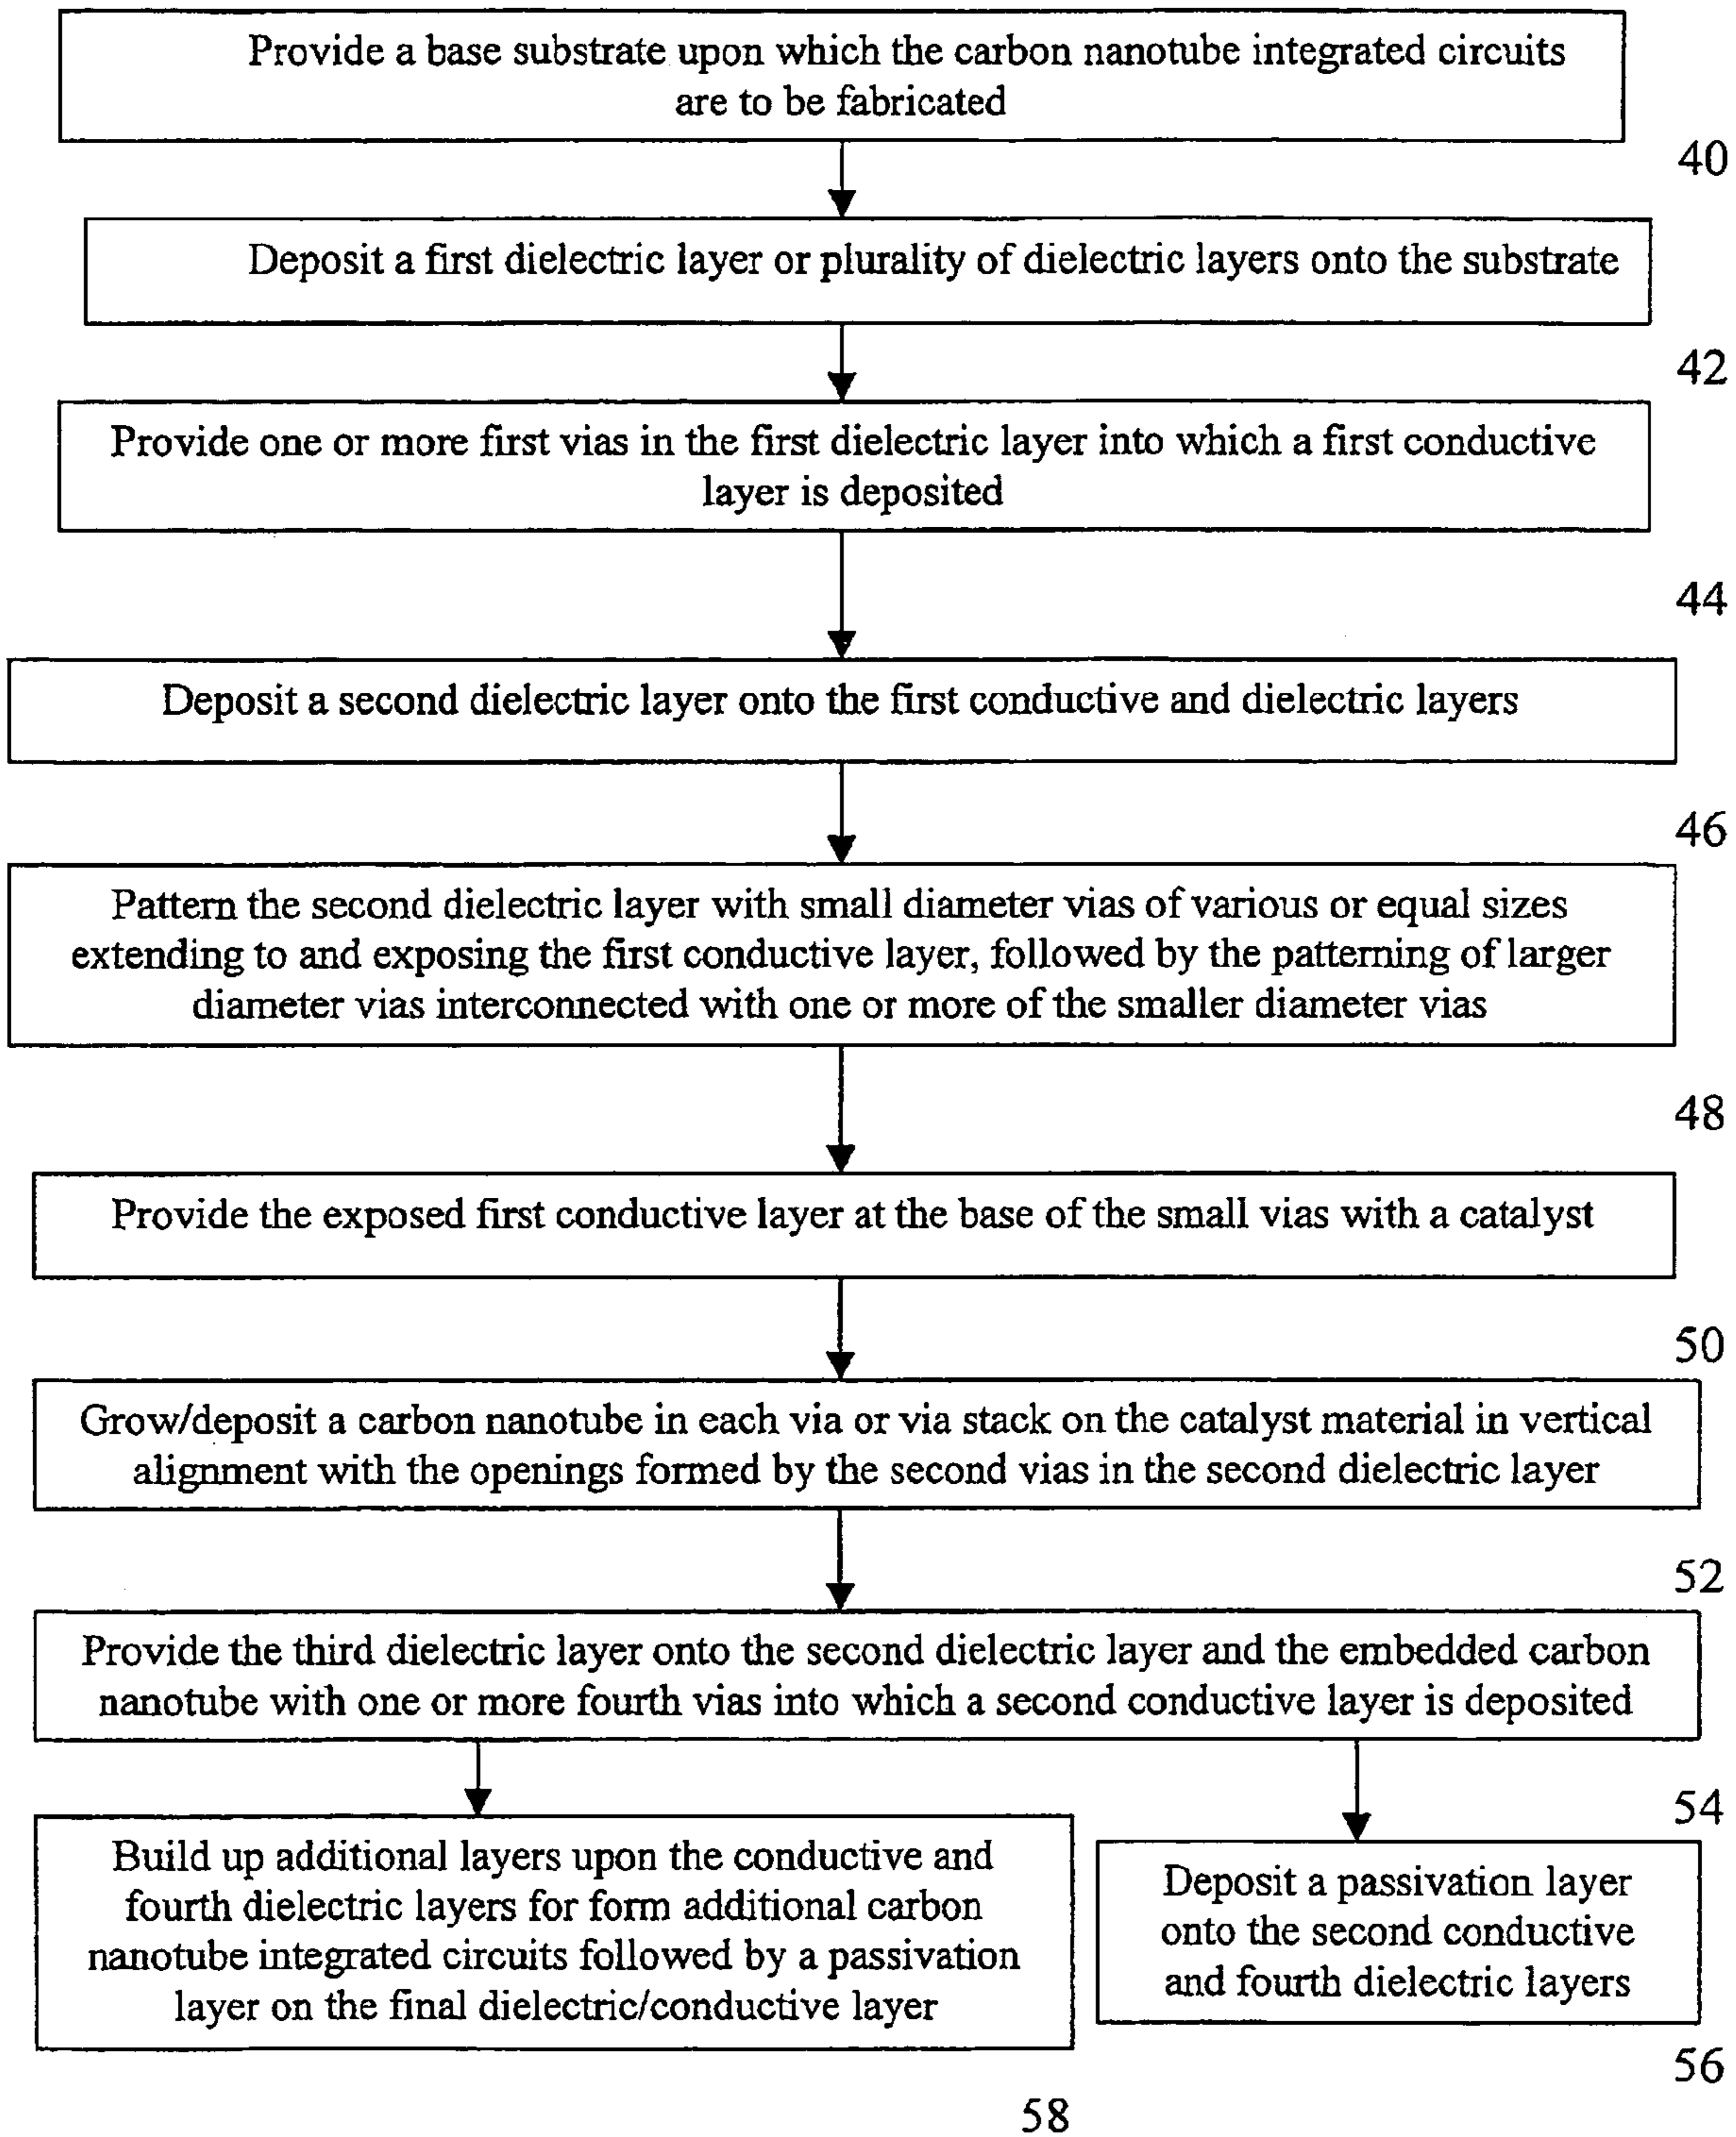 Provide a base substrate upon which the carbon nanotube integrated circuits
are to be fabricated
40
Deposit a first dielectric layer or plurality of dielectric layers onto the substrate
42
Provide one or more first vias in the first dielectric layer into which a first conductive
layer is deposited
44
Deposit a second dielectric layer onto the first conductive and dielectric layers
46
Pattern the second dielectric layer with small diameter vias of various or equal sizes
extending to and exposing the first conductive layer, followed by the patterning of larger
diameter vias interconnected with one or more of the smaller diameter vias
48
Provide the exposed first conductive layer at the base of the small vias with a catalyst
50
Grow/deposit a carbon nanotube in each via or via stack on the catalyst material in vertical
alignment with the openings formed by the second vias in the second dielectric layer
52
Provide the third dielectric layer onto the second dielectric layer and the embedded carbon
nanotube with one or more fourth vias into which a second conductive layer is deposited
54
Build up additional layers upon the conductive and
fourth dielectric layers for form additional carbon
nanotube integrated circuits followed by a passivation
layer on the final dielectric/conductive layer
58
Deposit a passivation layer
onto the second conductive
and fourth dielectric layers
56